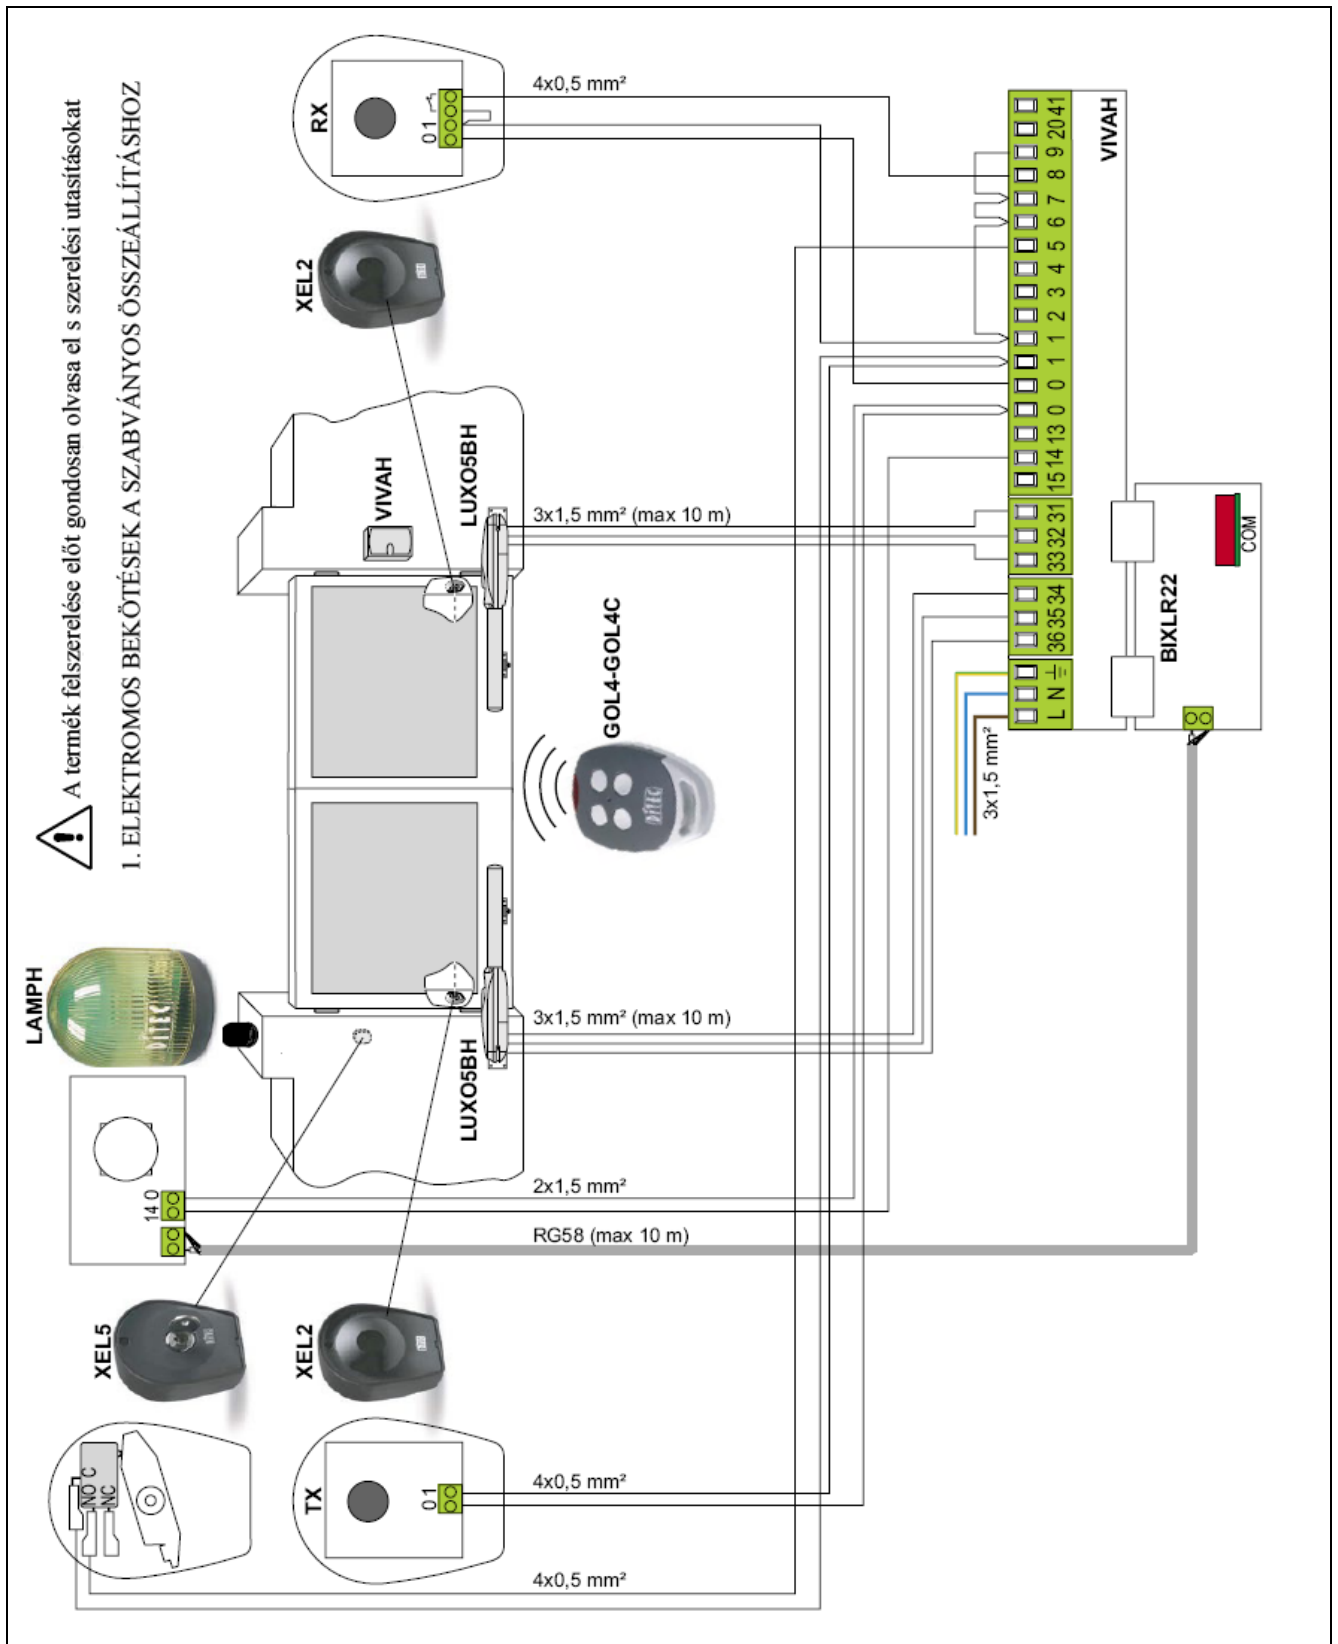 A termék felszerelése előt gondosan olvasa el s szerelési utasításokat
1. ELEKTROMOS BEKÖTÉSEK A SZABVÁNYOS ÖSSZEÁLLÍTÁSHOZ
LAMPH
14 0
XEL5
NO C
NC
XEL2
TX
0 1
RX
0 1
XEL2
VIVAH
LUXO5BH
LUXO5BH
GOL4-GOL4C
DITEC
DITEC
4x0,5 mm²
3x1,5 mm² (max 10 m)
3x1,5 mm² (max 10 m)
2x1,5 mm²
RG58 (max 10 m)
4x0,5 mm²
4x0,5 mm²
3x1,5 mm²
L N
36 35 34
33 32 31
15 14 13 0 0 1 1 2 3 4 5 6 7 8 9 20 41
VIVAH
BIXLR22
COM